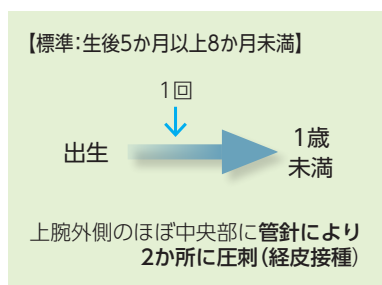 【標準:生後5か月以上8か月未満】
1回
出生
1歳
未満
上腕外側のほぼ中央部に管針により
2か所に圧刺(経皮接種)